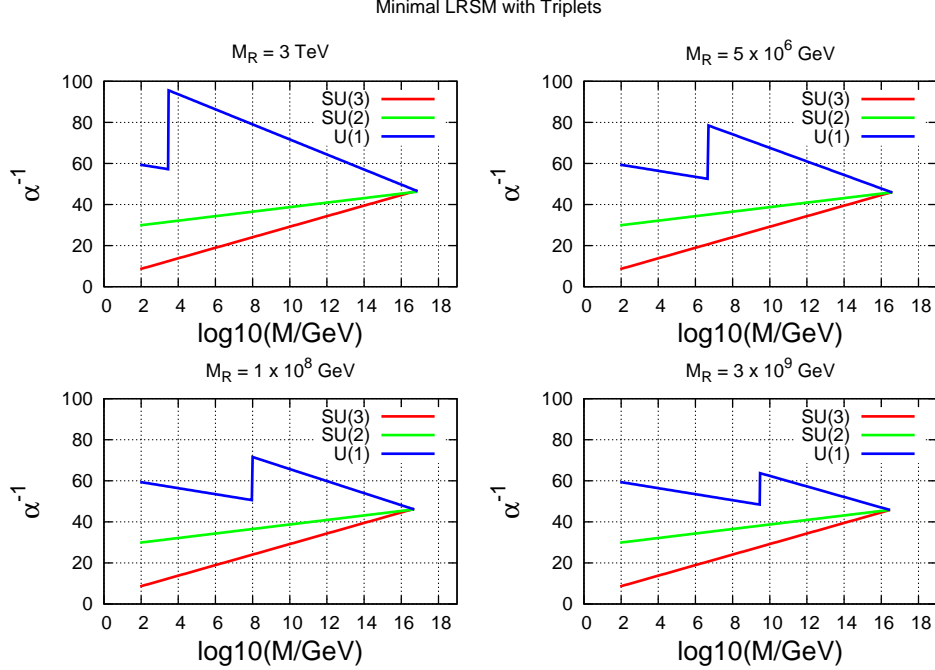 Minimal LRSM with Triplets
M_R = 3 TeV
α^-1
100
80
60
40
20
0
SU(3)
SU(2)
U(1)
0 2 4 6 8 10 12 14 16 18
log10(M/GeV)
M_R = 5 x 10^6 GeV
α^-1
100
80
60
40
20
0
SU(3)
SU(2)
U(1)
0 2 4 6 8 10 12 14 16 18
log10(M/GeV)
M_R = 1 x 10^8 GeV
α^-1
100
80
60
40
20
0
SU(3)
SU(2)
U(1)
0 2 4 6 8 10 12 14 16 18
log10(M/GeV)
M_R = 3 x 10^9 GeV
α^-1
100
80
60
40
20
0
SU(3)
SU(2)
U(1)
0 2 4 6 8 10 12 14 16 18
log10(M/GeV)